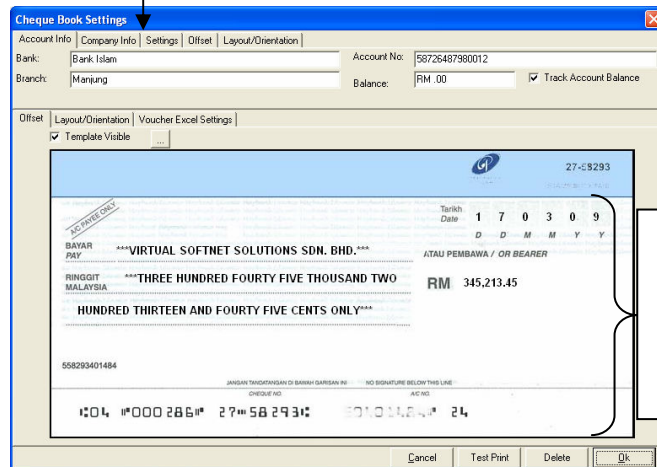 Cheque Book Settings
Account Info Company Info Settings Offset Layout/Orientation
Bank: Bank Islam Account No: 58726487980012
Branch: Manjung Balance: RM .00 Track Account Balance
Offset Layout/Orientation Voucher Excel Settings
Template Visible ...
27-58293
A/C PAYEE ONLY
Tarikh
Date 1 7 0 3 0 9
D D M M Y Y
BAYAR
PAY ***VIRTUAL SOFTNET SOLUTIONS SDN. BHD.*** ATAU PEMBAWA / OR BEARER
RINGGIT
MALAYSIA ***THREE HUNDRED FOURTY FIVE THOUSAND TWO RM 345,213.45
HUNDRED THIRTEEN AND FOURTY FIVE CENTS ONLY***
558293401484
JANGAN TANDATANGAN DI BAWAH GARISAN INI NO SIGNATURE BELOW THIS LINE
CHEQUE NO. A/C NO.
⑆04 ⑈000286⑈ 27⑉58293⑆ 24
Cancel Test Print Delete Ok